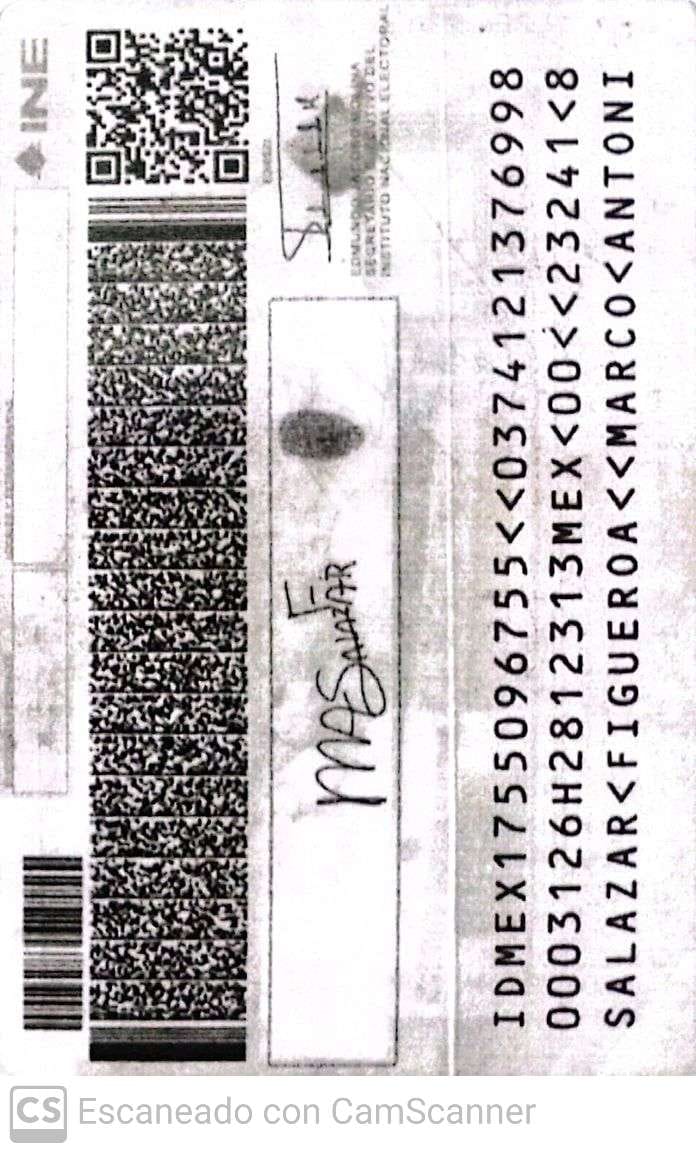 INE
EDMUNDO JACOBO MOLINA
SECRETARIO EJECUTIVO DEL
INSTITUTO NACIONAL ELECTORAL
MASalazar F
IDMEX1755096755<<0374121376998
0003126H2812313MEX<00<<23241<8
SALAZAR<FIGUEROA<<MARCO<ANTONI
CS Escaneado con CamScanner